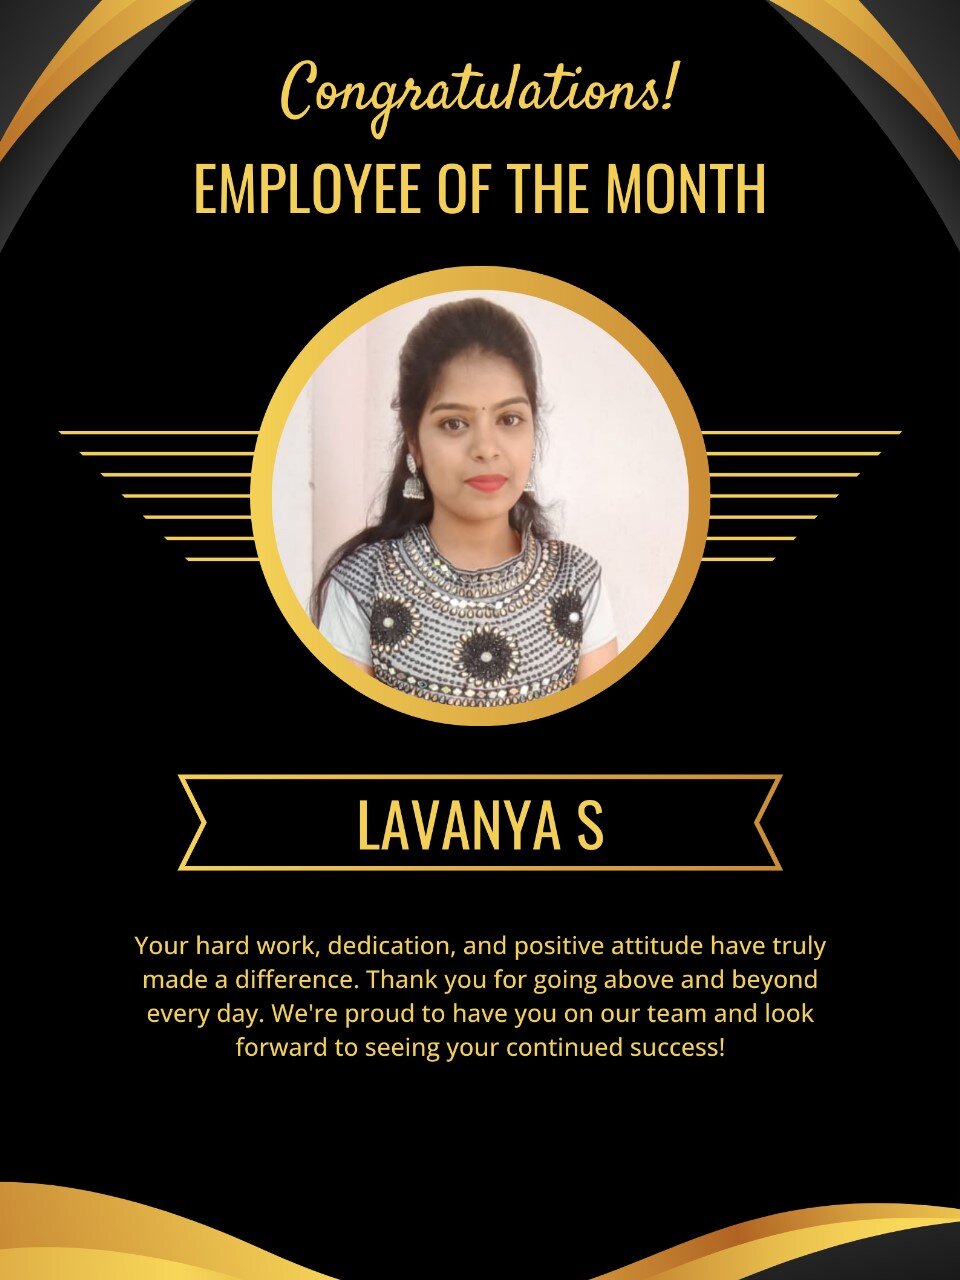 Congratulations!
EMPLOYEE OF THE MONTH
LAVANYA S
Your hard work, dedication, and positive attitude have truly
made a difference. Thank you for going above and beyond
every day. We're proud to have you on our team and look
forward to seeing your continued success!